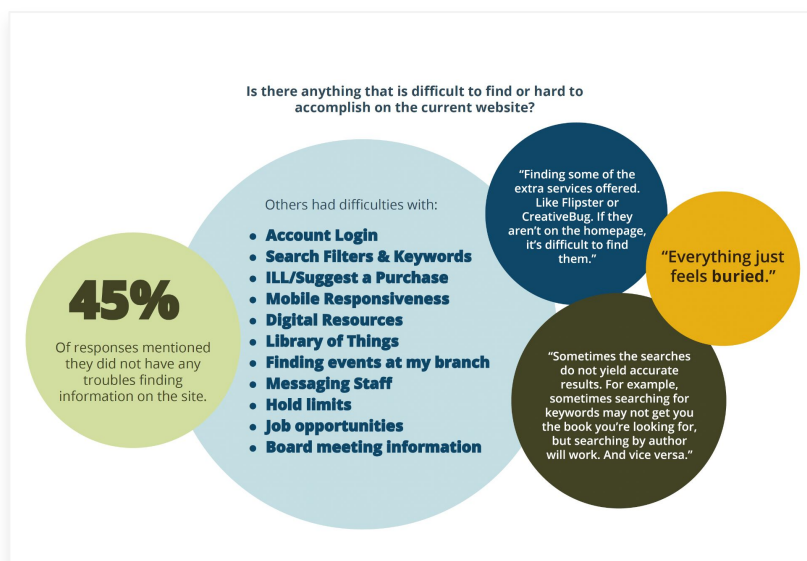 Is there anything that is difficult to find or hard to
accomplish on the current website?
45%
Of responses mentioned
they did not have any
troubles finding
information on the site.
Others had difficulties with:
• Account Login
• Search Filters & Keywords
• ILL/Suggest a Purchase
• Mobile Responsiveness
• Digital Resources
• Library of Things
• Finding events at my branch
• Messaging Staff
• Hold limits
• Job opportunities
• Board meeting information
“Finding some of the
extra services offered.
Like Flipster or
CreativeBug. If they
aren’t on the homepage,
it’s difficult to find
them.”
“Everything just
feels buried.”
“Sometimes the searches
do not yield accurate
results. For example,
sometimes searching for
keywords may not get you
the book you’re looking for,
but searching by author
will work. And vice versa.”